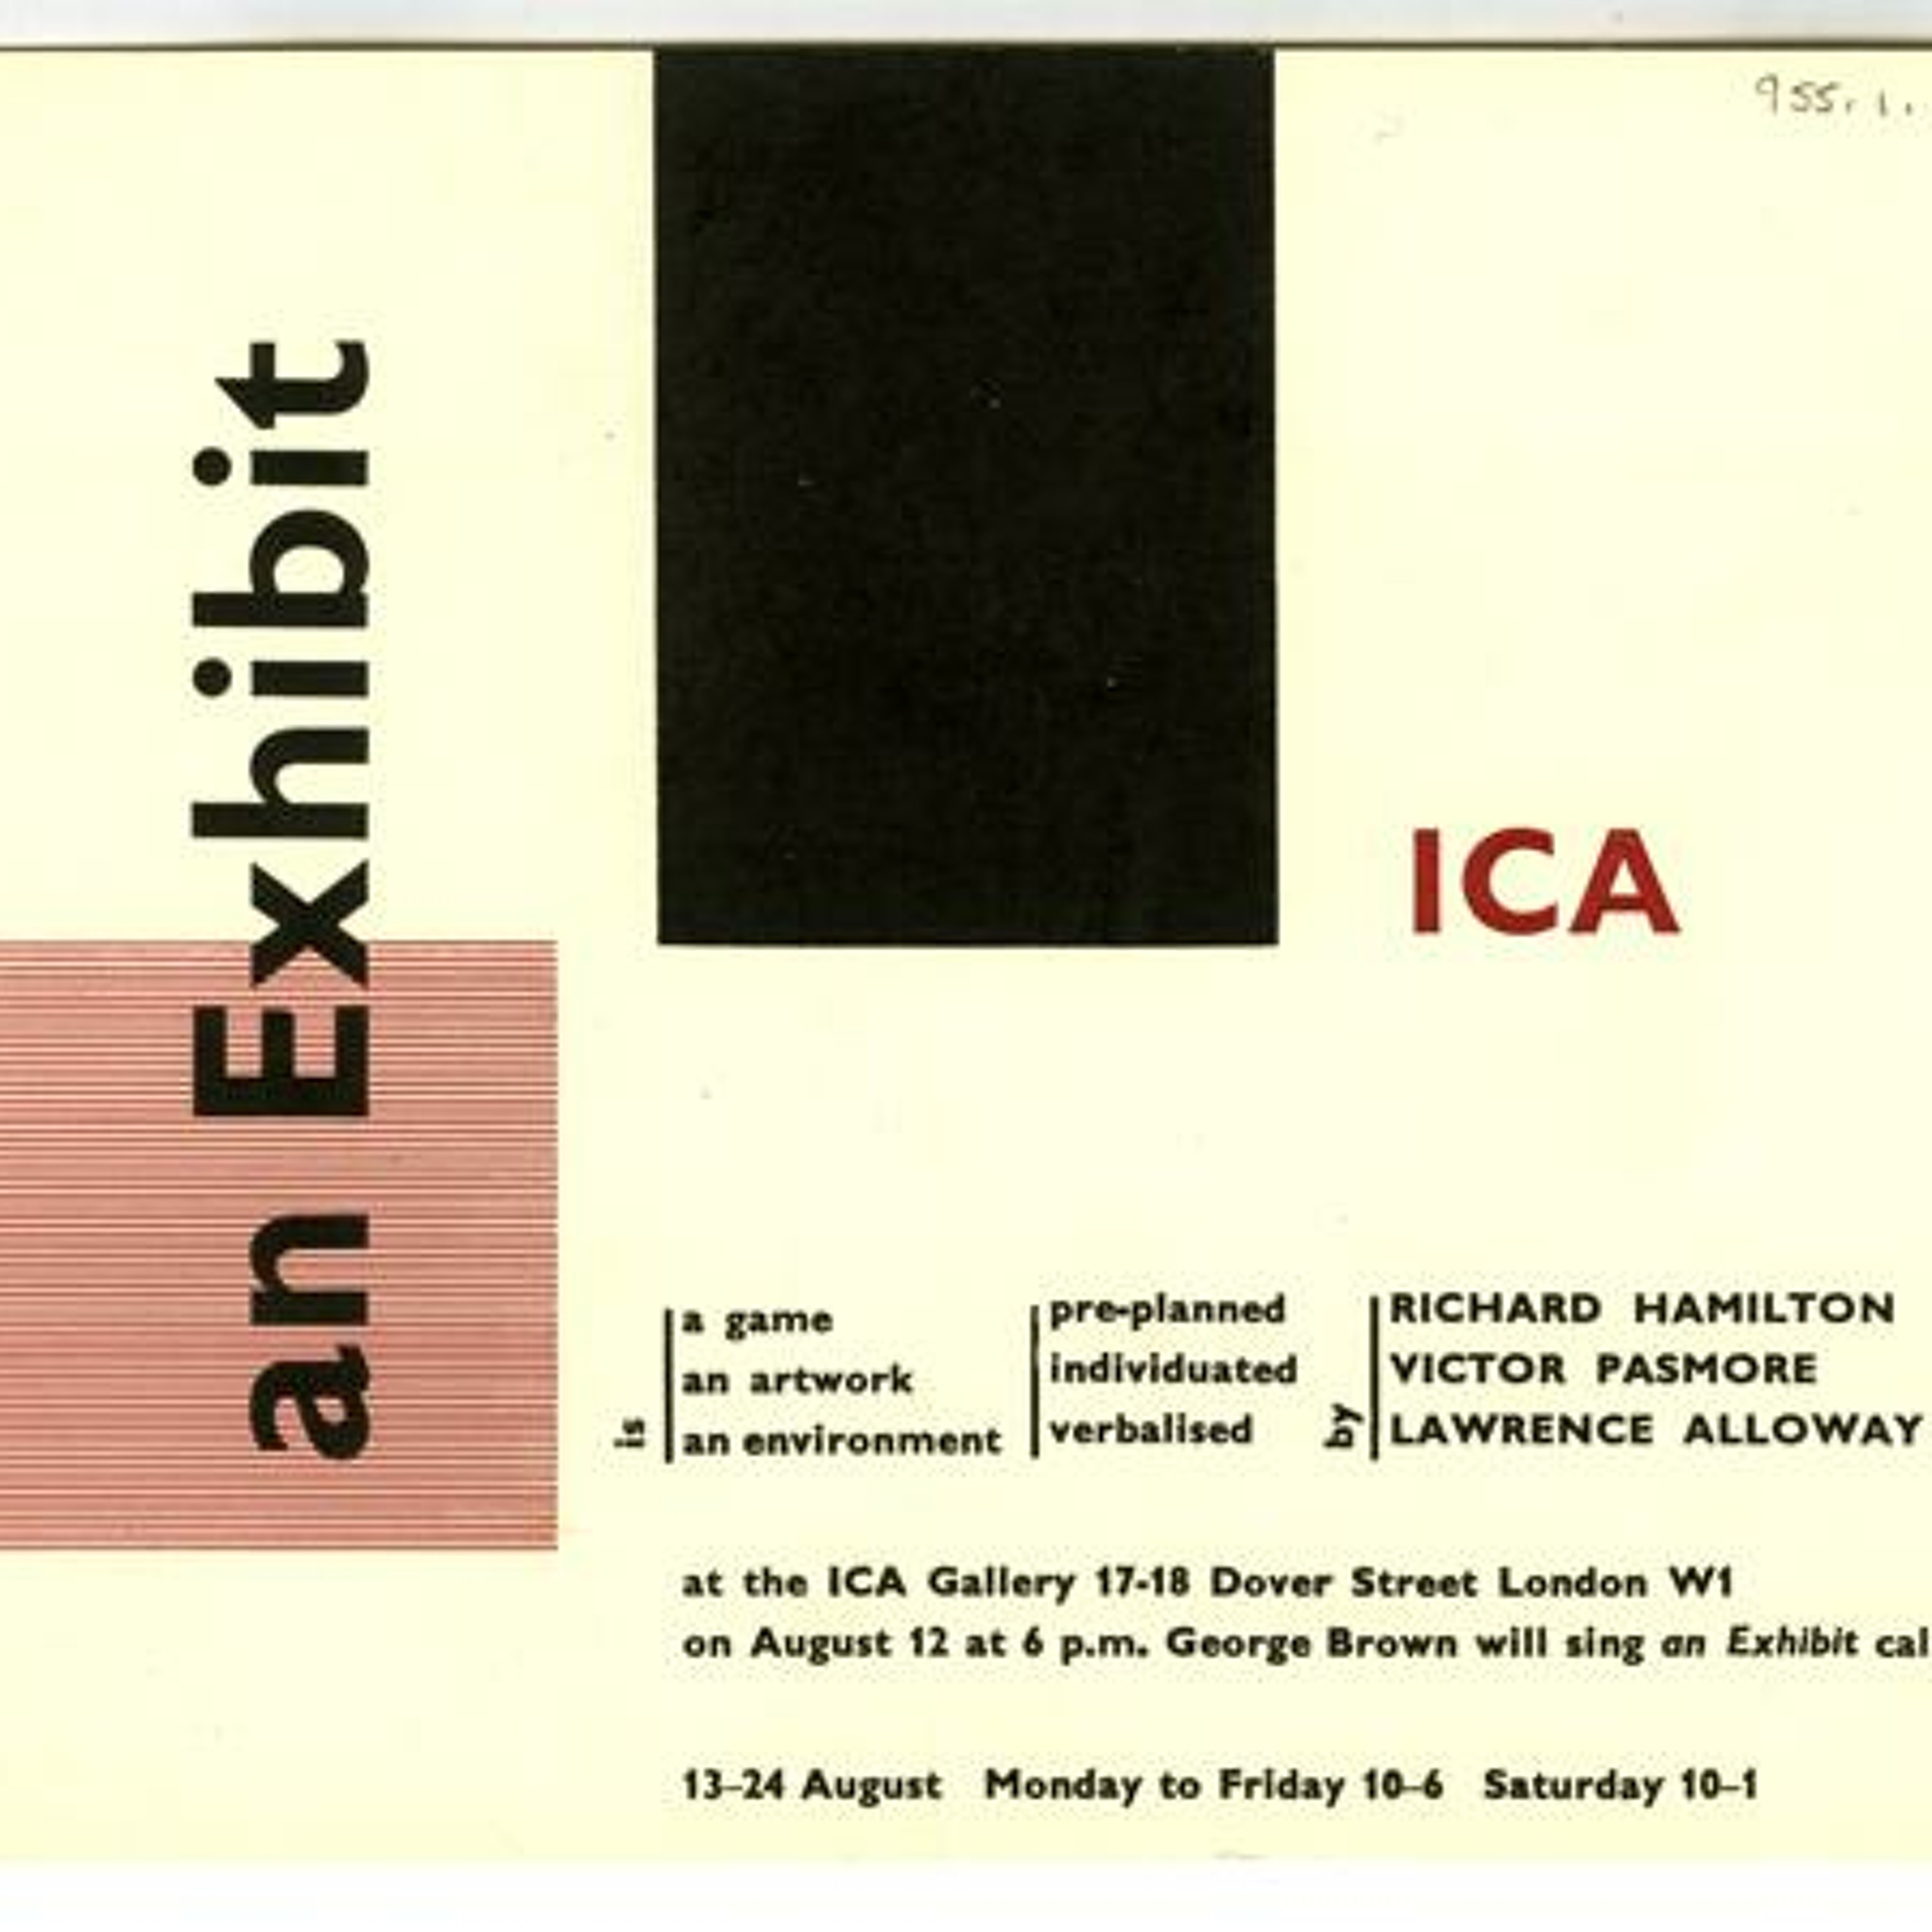 955.1.
an Exhibit
ICA
is
a game
an artwork
an environment
pre-planned
individuated
verbalised
by
RICHARD HAMILTON
VICTOR PASMORE
LAWRENCE ALLOWAY
at the ICA Gallery 17-18 Dover Street London W1
on August 12 at 6 p.m. George Brown will sing an Exhibit cal
13–24 August Monday to Friday 10–6 Saturday 10–1